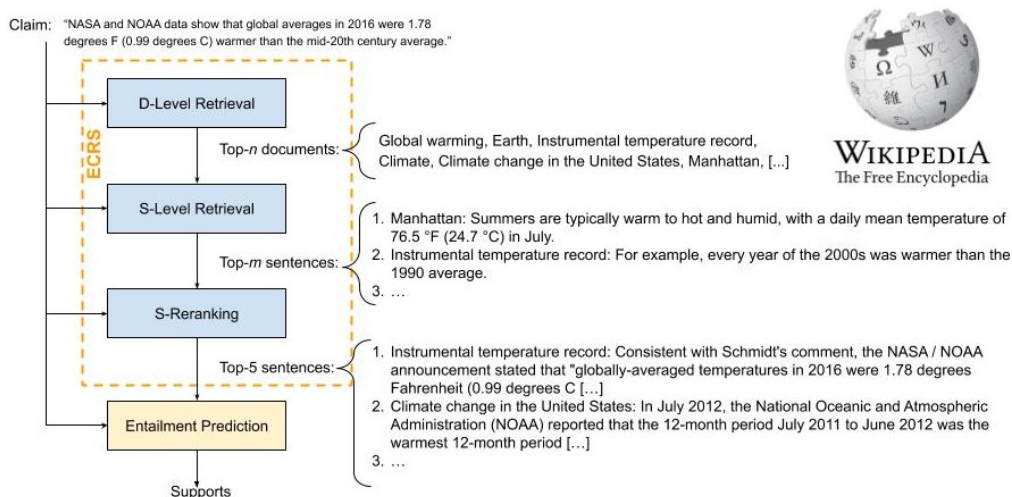 Claim: "NASA and NOAA data show that global averages in 2016 were 1.78
degrees F (0.99 degrees C) warmer than the mid-20th century average."
ECRS
D-Level Retrieval
Top-n documents:
Global warming, Earth, Instrumental temperature record,
Climate, Climate change in the United States, Manhattan, [...]
WIKIPEDIA
The Free Encyclopedia
S-Level Retrieval
Top-m sentences:
1. Manhattan: Summers are typically warm to hot and humid, with a daily mean temperature of
76.5 °F (24.7 °C) in July.
2. Instrumental temperature record: For example, every year of the 2000s was warmer than the
1990 average.
3. …
S-Reranking
Top-5 sentences:
1. Instrumental temperature record: Consistent with Schmidt's comment, the NASA / NOAA
announcement stated that "globally-averaged temperatures in 2016 were 1.78 degrees
Fahrenheit (0.99 degrees C […]
2. Climate change in the United States: In July 2012, the National Oceanic and Atmospheric
Administration (NOAA) reported that the 12-month period July 2011 to June 2012 was the
warmest 12-month period […]
3. …
Entailment Prediction
Supports
Ω
W
И
維